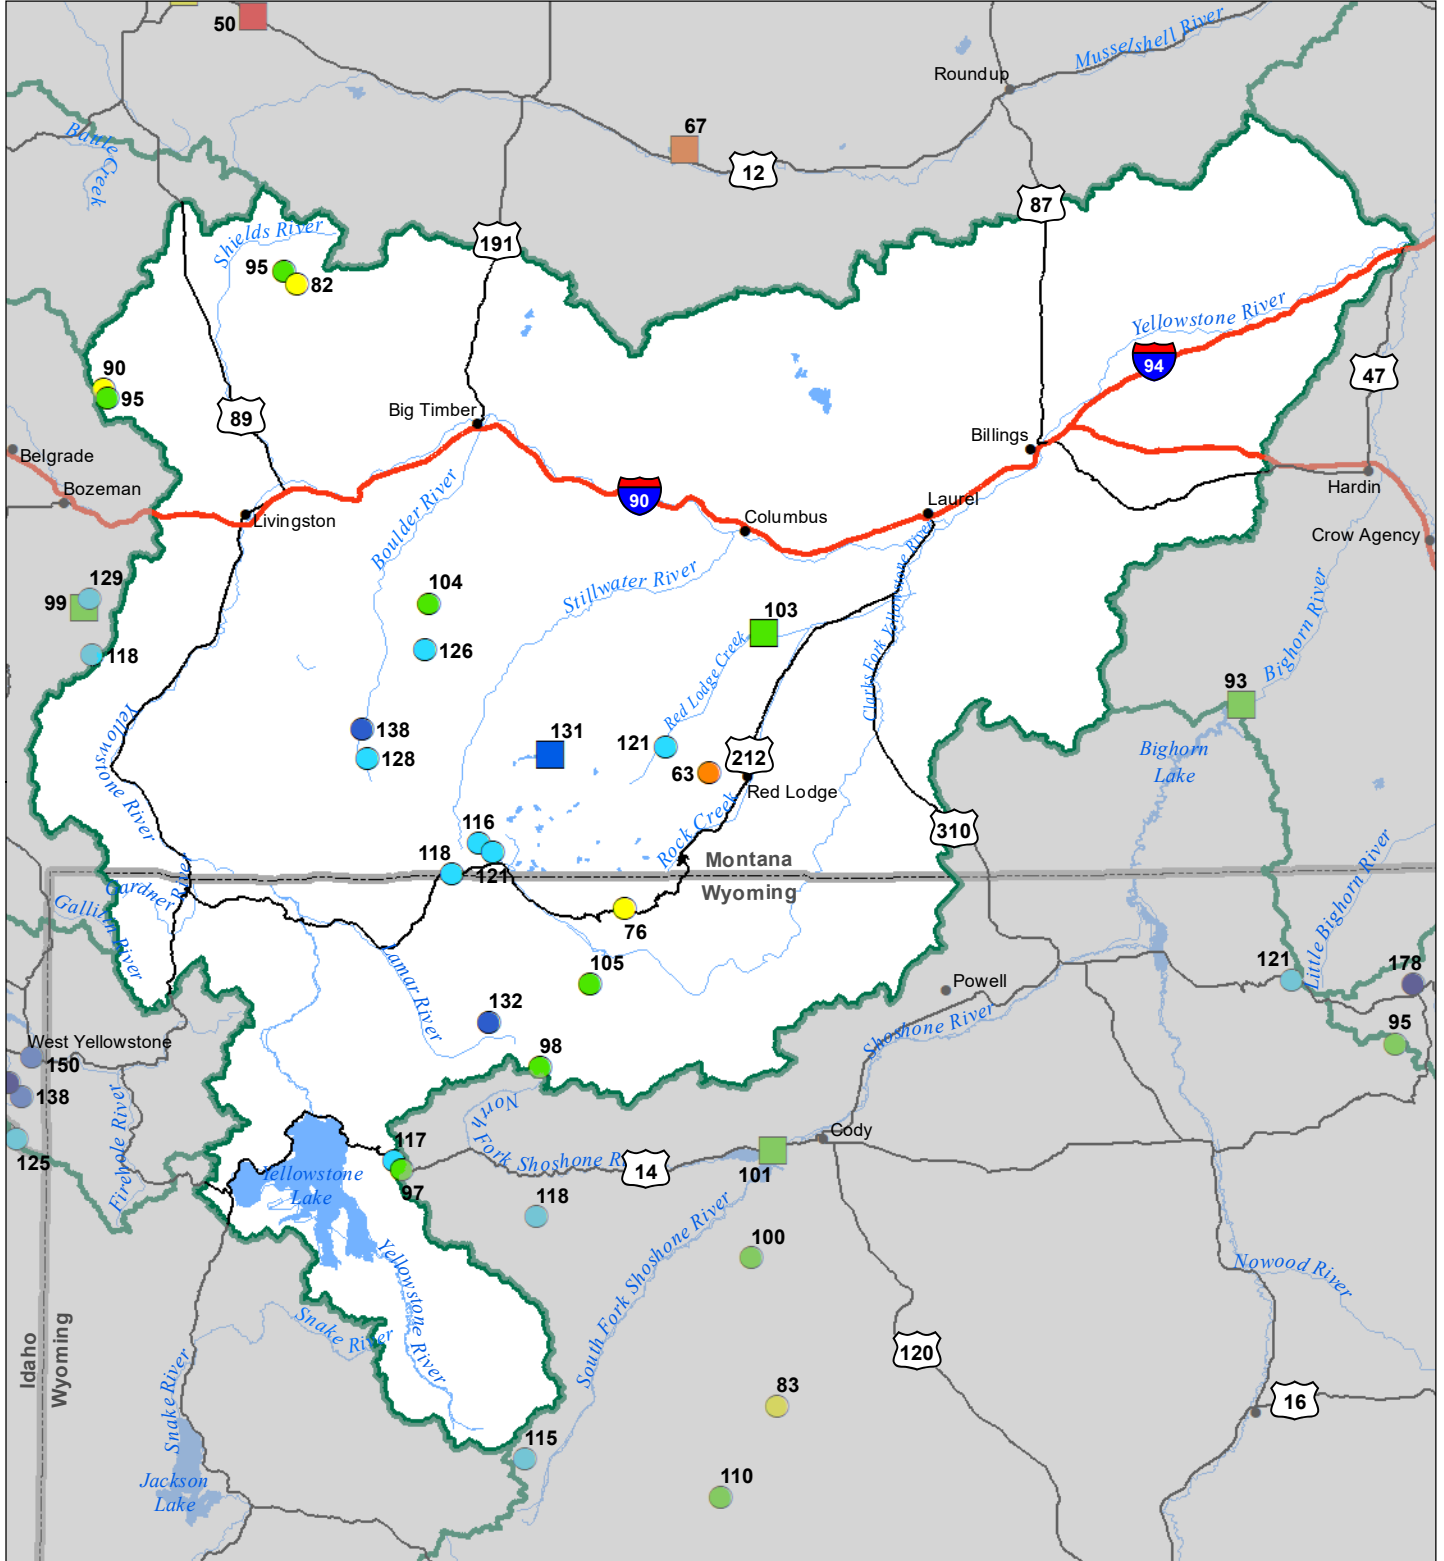 50
Musselshell River
Roundup
67
12
Battle Creek
87
Shields River
191
95
82
Yellowstone River
94
47
90
95
89
Big Timber
Billings
Belgrade
Bozeman
Livingston
90
Columbus
Laurel
Hardin
Crow Agency
Boulder River
Stillwater River
Clarks Fork Yellowstone River
Bighorn River
129
99
118
104
126
103
Red Lodge Creek
93
Yellowstone River
138
128
131
121
63
212
Red Lodge
Bighorn
Lake
310
Rock Creek
116
118
121
Montana
Wyoming
Little Bighorn River
Gardner River
Gallatin River
76
Lamar River
105
132
98
Powell
Shoshone River
121
178
95
West Yellowstone
150
138
125
Firehole River
North Fork Shoshone R
14
Cody
101
117
97
Yellowstone
Lake
118
100
South Fork Shoshone River
Yellowstone River
Nowood River
Snake River
Snake River
Idaho
Wyoming
120
83
16
115
110
Jackson
Lake